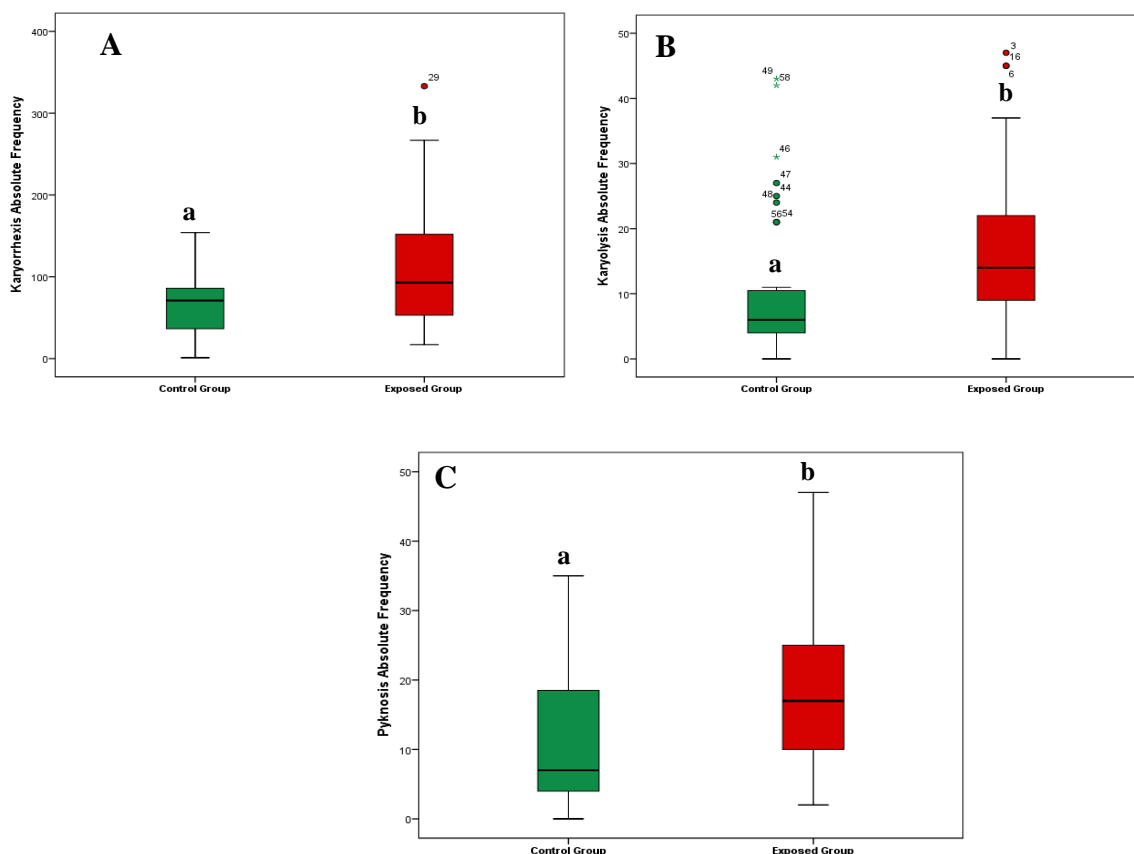 A
Karyorrhexis Absolute Frequency
400
300
200
100
0
29
b
a
Control Group
Exposed Group
B
Karyolysis Absolute Frequency
50
40
30
20
10
0
49 58
46
47
48 44
56 54
a
3
16
6
b
Control Group
Exposed Group
C
Pyknosis Absolute Frequency
50
40
30
20
10
0
a
b
Control Group
Exposed Group